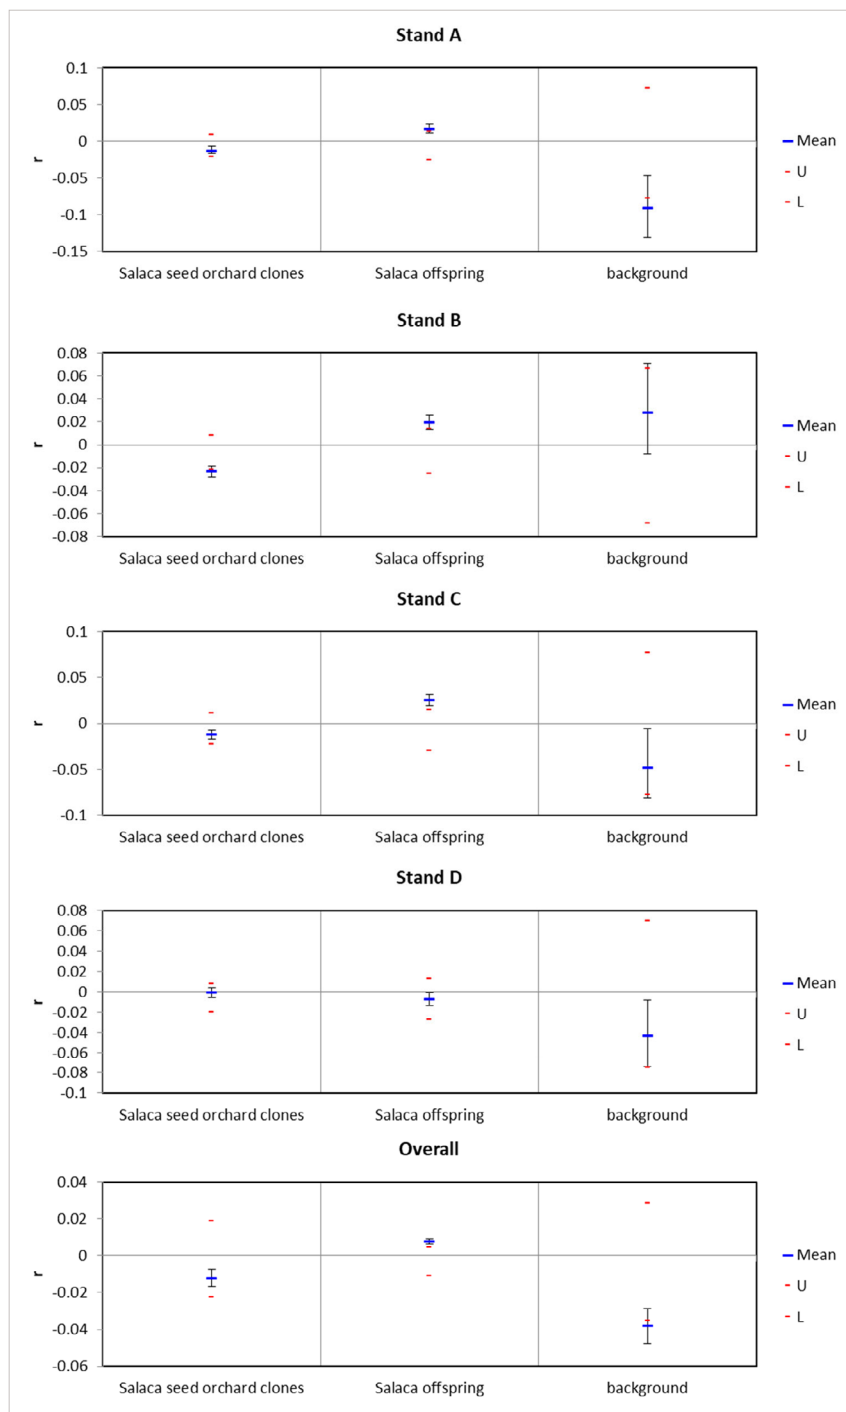 Stand A
0.1
0.05
0
-0.05
-0.1
-0.15
r
Salaca seed orchard clones Salaca offspring background
Mean
U
L
Stand B
0.08
0.06
0.04
0.02
0
-0.02
-0.04
-0.06
-0.08
r
Salaca seed orchard clones Salaca offspring background
Mean
U
L
Stand C
0.1
0.05
0
-0.05
-0.1
r
Salaca seed orchard clones Salaca offspring background
Mean
U
L
Stand D
0.08
0.06
0.04
0.02
0
-0.02
-0.04
-0.06
-0.08
-0.1
r
Salaca seed orchard clones Salaca offspring background
Mean
U
L
Overall
0.04
0.02
0
-0.02
-0.04
-0.06
r
Salaca seed orchard clones Salaca offspring background
Mean
U
L